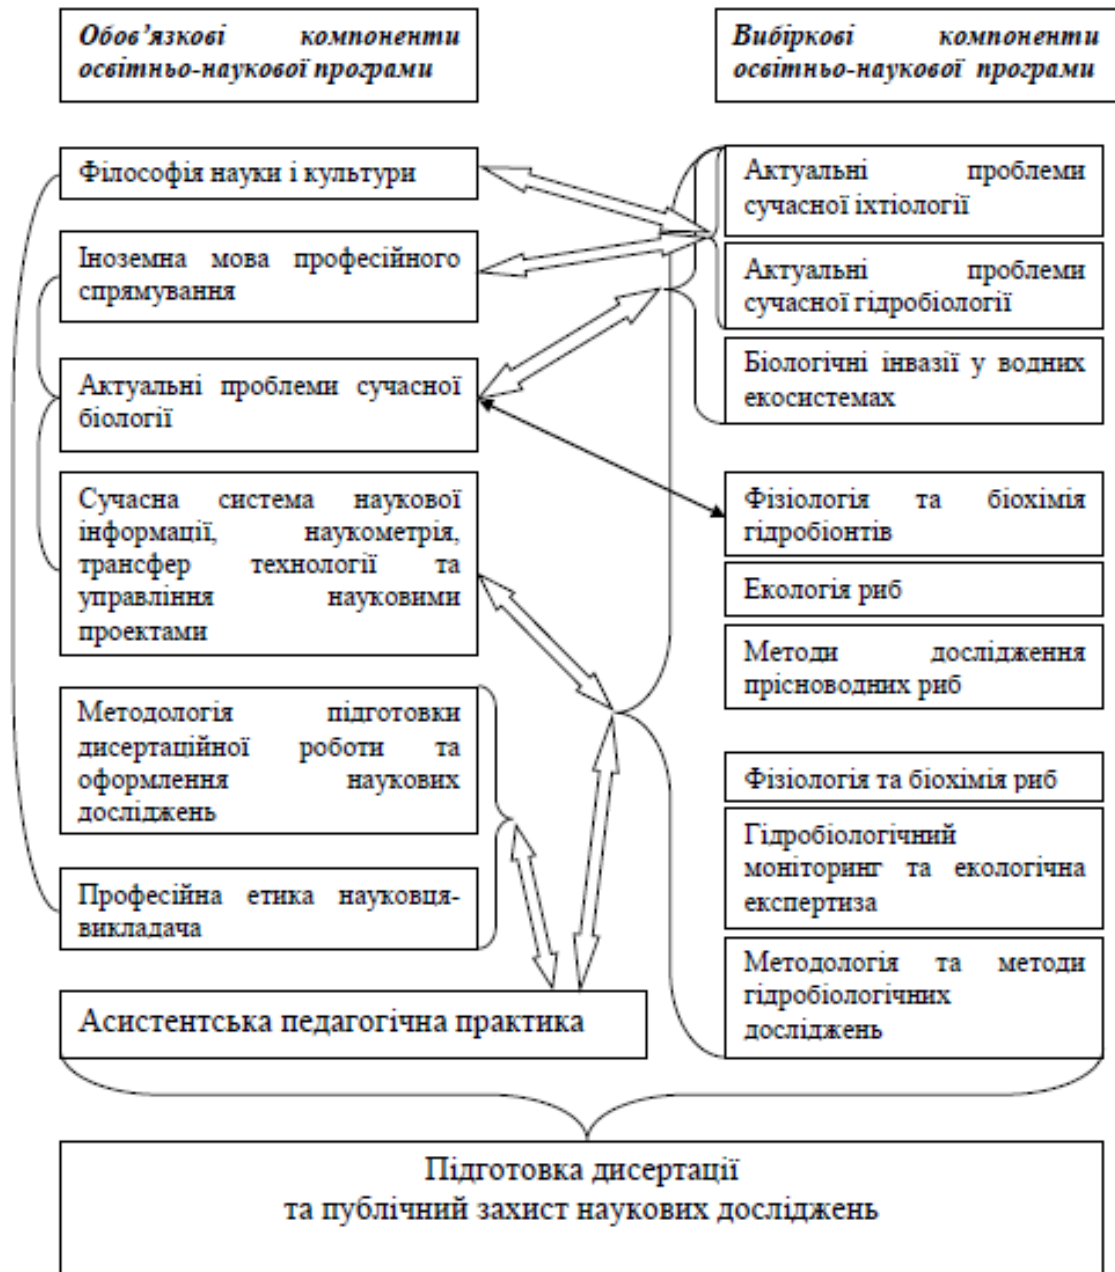 Обов’язкові компоненти
освітньо-наукової програми
Вибіркові компоненти
освітньо-наукової програми
Філософія науки і культури
Іноземна мова професійного
спрямування
Актуальні проблеми сучасної
біології
Сучасна система наукової
інформації, наукометрія,
трансфер технології та
управління науковими
проектами
Методологія підготовки
дисертаційної роботи та
оформлення наукових
досліджень
Професійна етика науковця-
викладача
Асистентська педагогічна практика
Актуальні проблеми
сучасної іхтіології
Актуальні проблеми
сучасної гідробіології
Біологічні інвазії у водних
екосистемах
Фізіологія та біохімія
гідробіонтів
Екологія риб
Методи дослідження
прісноводних риб
Фізіологія та біохімія риб
Гідробіологічний
моніторинг та екологічна
експертиза
Методологія та методи
гідробіологічних
досліджень
Підготовка дисертації
та публічний захист наукових досліджень